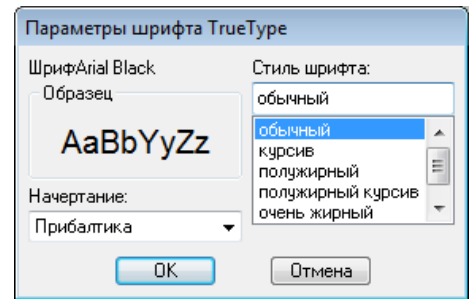 Параметры шрифта TrueType
ШрифArial Black
Стиль шрифта:
Образец
обычный
AaBbYyZz
обычный
курсив
полужирный
полужирный курсив
очень жирный
Начертание:
Прибалтика
OK
Отмена